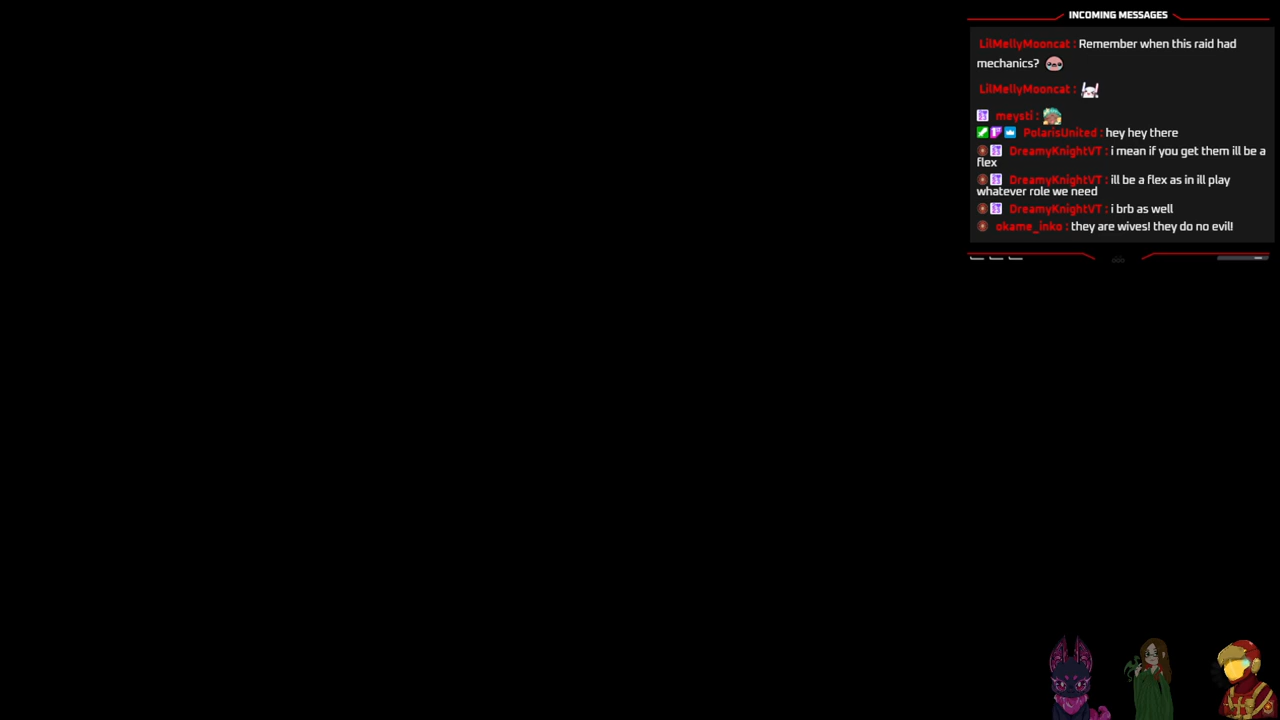 INCOMING MESSAGES
LilMellyMooncat : Remember when this raid had
mechanics?
LilMellyMooncat :
meysti :
PolarisUnited : hey hey there
DreamyKnightVT : i mean if you get them ill be a
flex
DreamyKnightVT : ill be a flex as in ill play
whatever role we need
DreamyKnightVT : i brb as well
okame_inko : they are wives! they do no evil!